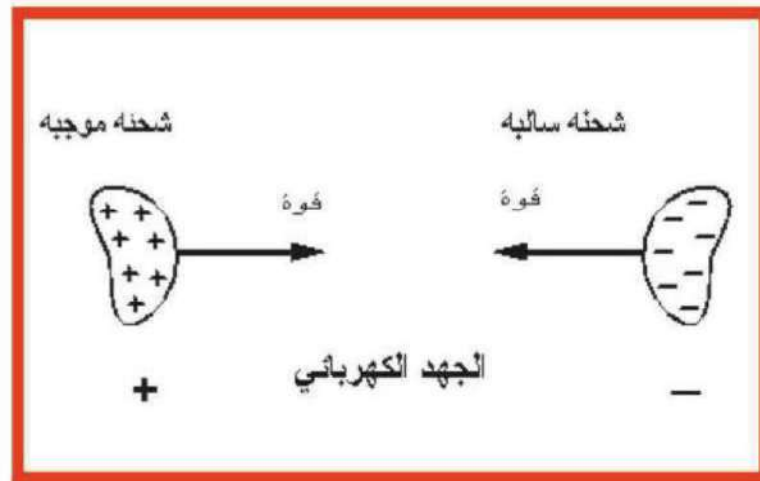 شحنه سالبه
شحنه موجبه
قوة
قوة
الجهد الكهربائي
+
−